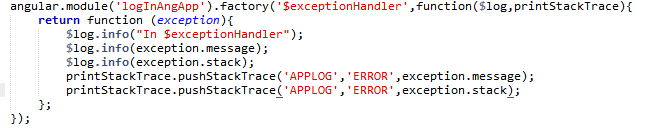 angular.module('logInAngApp').factory('$exceptionHandler',function($log,printStackTrace){
return function (exception){
$log.info("In $exceptionHandler");
$log.info(exception.message);
$log.info(exception.stack);
printStackTrace.pushStackTrace('APPLOG','ERROR',exception.message);
printStackTrace.pushStackTrace('APPLOG','ERROR',exception.stack);
};
});